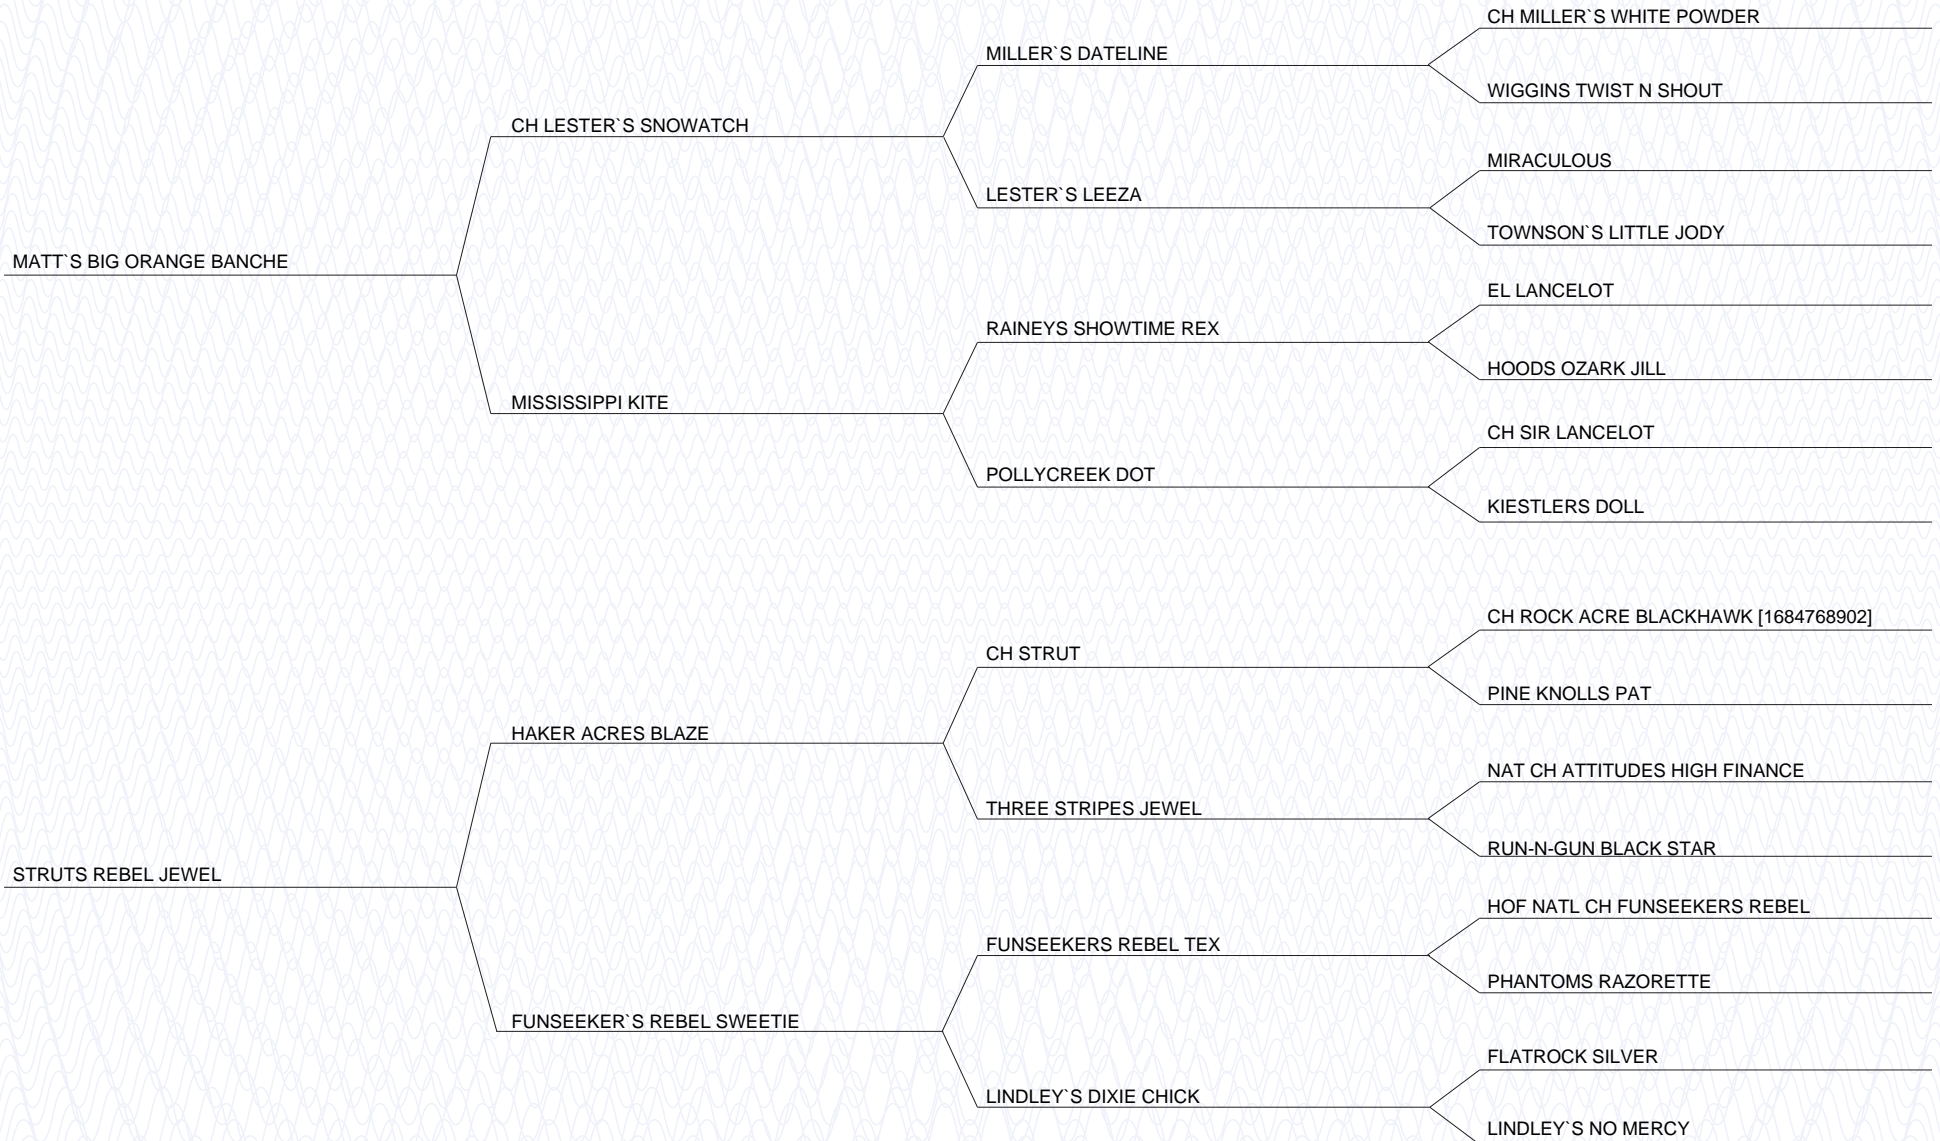 CH MILLER`S WHITE POWDER
MILLER`S DATELINE
WIGGINS TWIST N SHOUT
CH LESTER`S SNOWATCH
MIRACULOUS
LESTER`S LEEZA
TOWNSON`S LITTLE JODY
MATT`S BIG ORANGE BANCHE
EL LANCELOT
RAINEYS SHOWTIME REX
HOODS OZARK JILL
MISSISSIPPI KITE
CH SIR LANCELOT
POLLYCREEK DOT
KIESTLERS DOLL
CH ROCK ACRE BLACKHAWK [1684768902]
CH STRUT
PINE KNOLLS PAT
HAKER ACRES BLAZE
NAT CH ATTITUDES HIGH FINANCE
THREE STRIPES JEWEL
RUN-N-GUN BLACK STAR
STRUTS REBEL JEWEL
HOF NATL CH FUNSEEKERS REBEL
FUNSEEKERS REBEL TEX
PHANTOMS RAZORETTE
FUNSEEKER`S REBEL SWEETIE
FLATROCK SILVER
LINDLEY`S DIXIE CHICK
LINDLEY`S NO MERCY